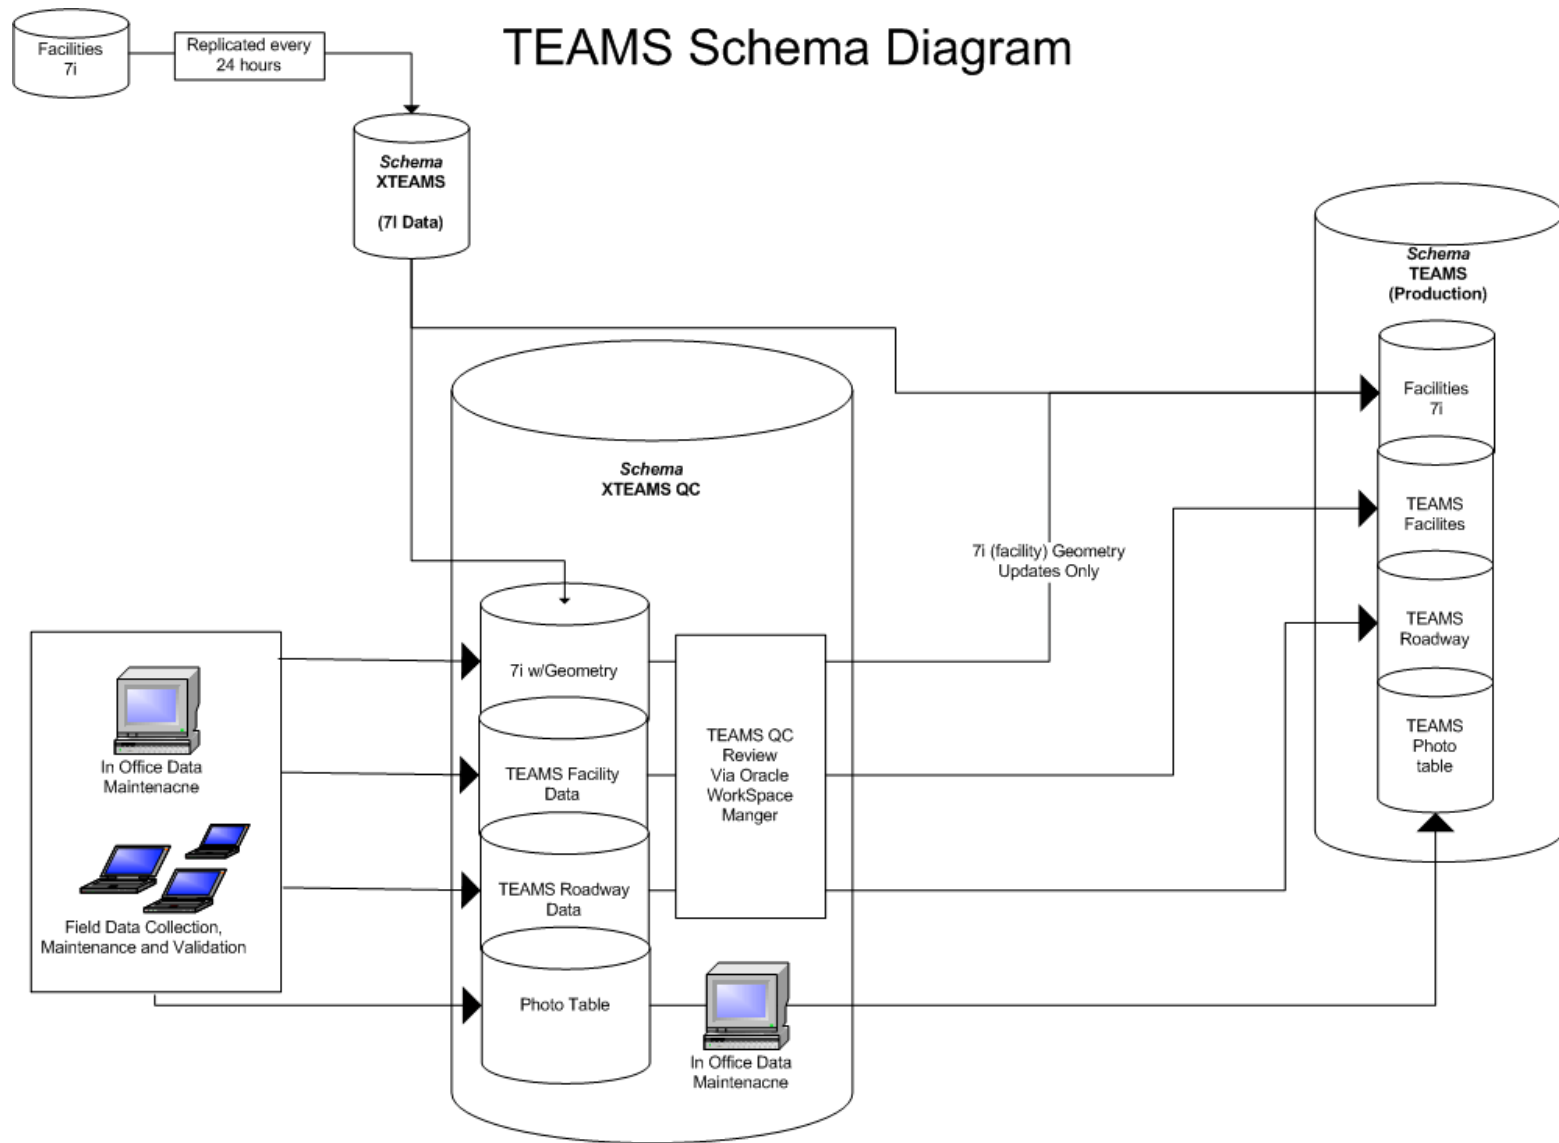 TEAMS Schema Diagram
Facilities
7i
Replicated every
24 hours
Schema
XTEAMS
(7I Data)
Schema
TEAMS
(Production)
Facilities
7i
TEAMS
Facilites
TEAMS
Roadway
TEAMS
Photo
table
Schema
XTEAMS QC
7i (facility) Geometry
Updates Only
7i w/Geometry
TEAMS Facility
Data
TEAMS Roadway
Data
Photo Table
TEAMS QC
Review
Via Oracle
WorkSpace
Manger
In Office Data
Maintenacne
Field Data Collection,
Maintenance and Validation
In Office Data
Maintenacne